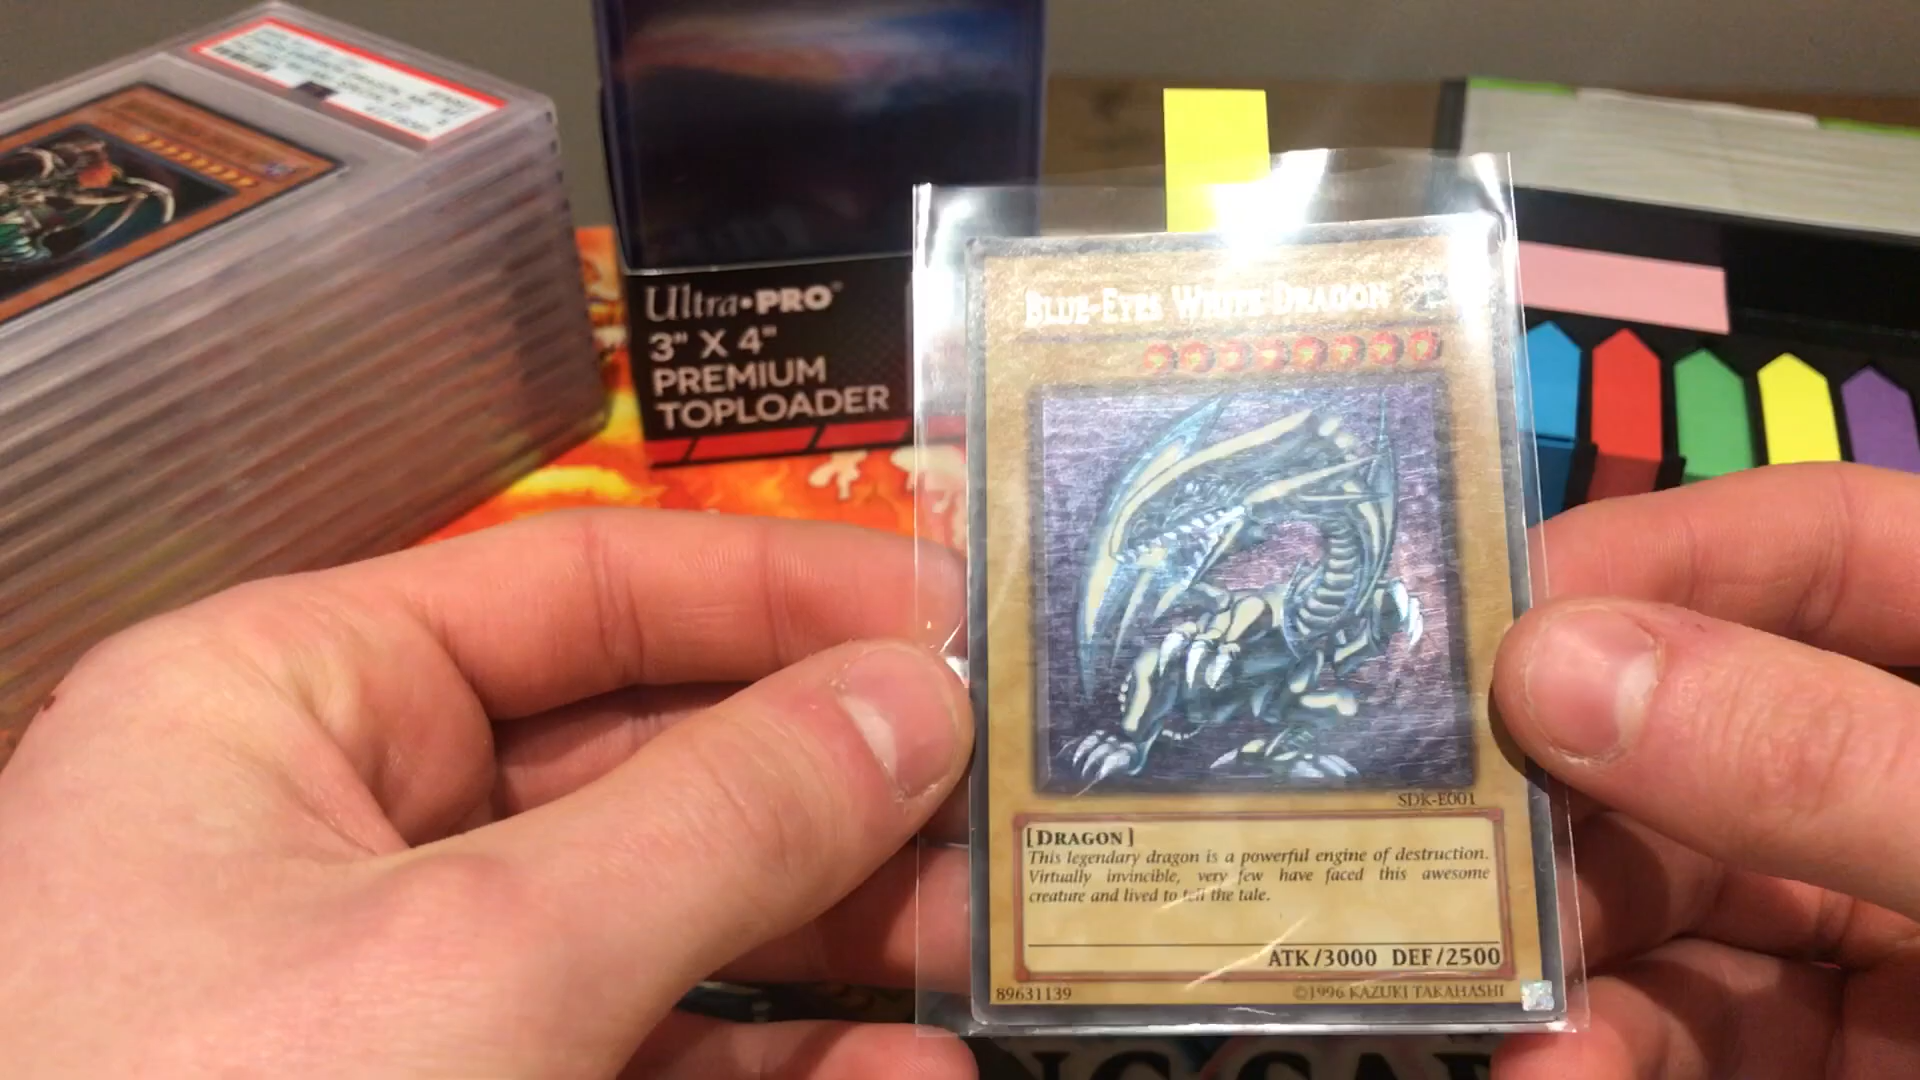 Ultra•PRO
3" X 4"
PREMIUM
TOPLOADER
BLUE-EYES WHITE DRAGON
SDK-E001
[DRAGON]
This legendary dragon is a powerful engine of destruction.
Virtually invincible, very few have faced this awesome
creature and lived to tell the tale.
ATK/3000 DEF/2500
89631139
©1996 KAZUKI TAKAHASHI